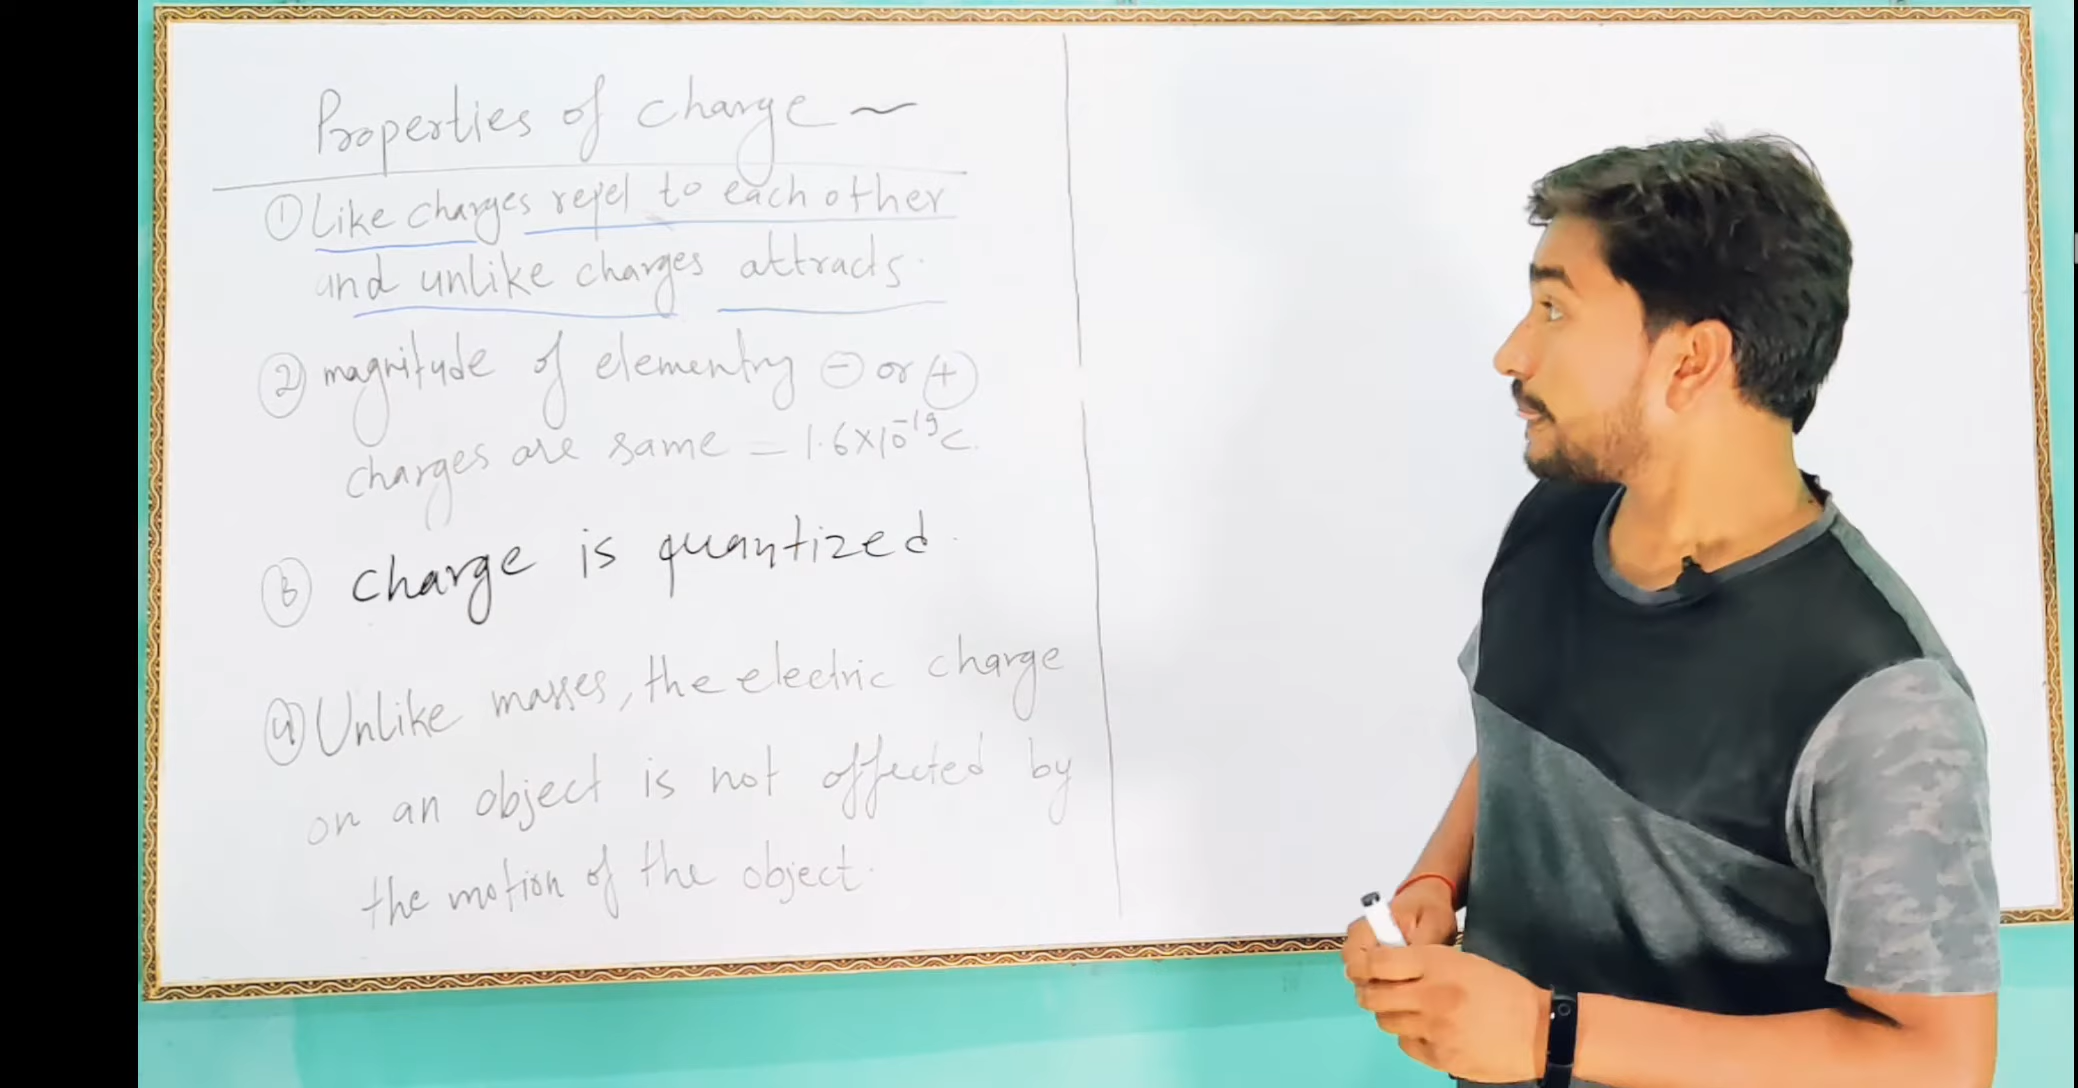 Properties of charge ~
① Like charges repel to each other
and unlike charges attracts.
② magnitude of elementry ⊖ or ⊕
charges are same = 1.6×10⁻¹⁹C.
③ charge is quantized.
④ Unlike masses, the electric charge
on an object is not offected by
the motion of the object.